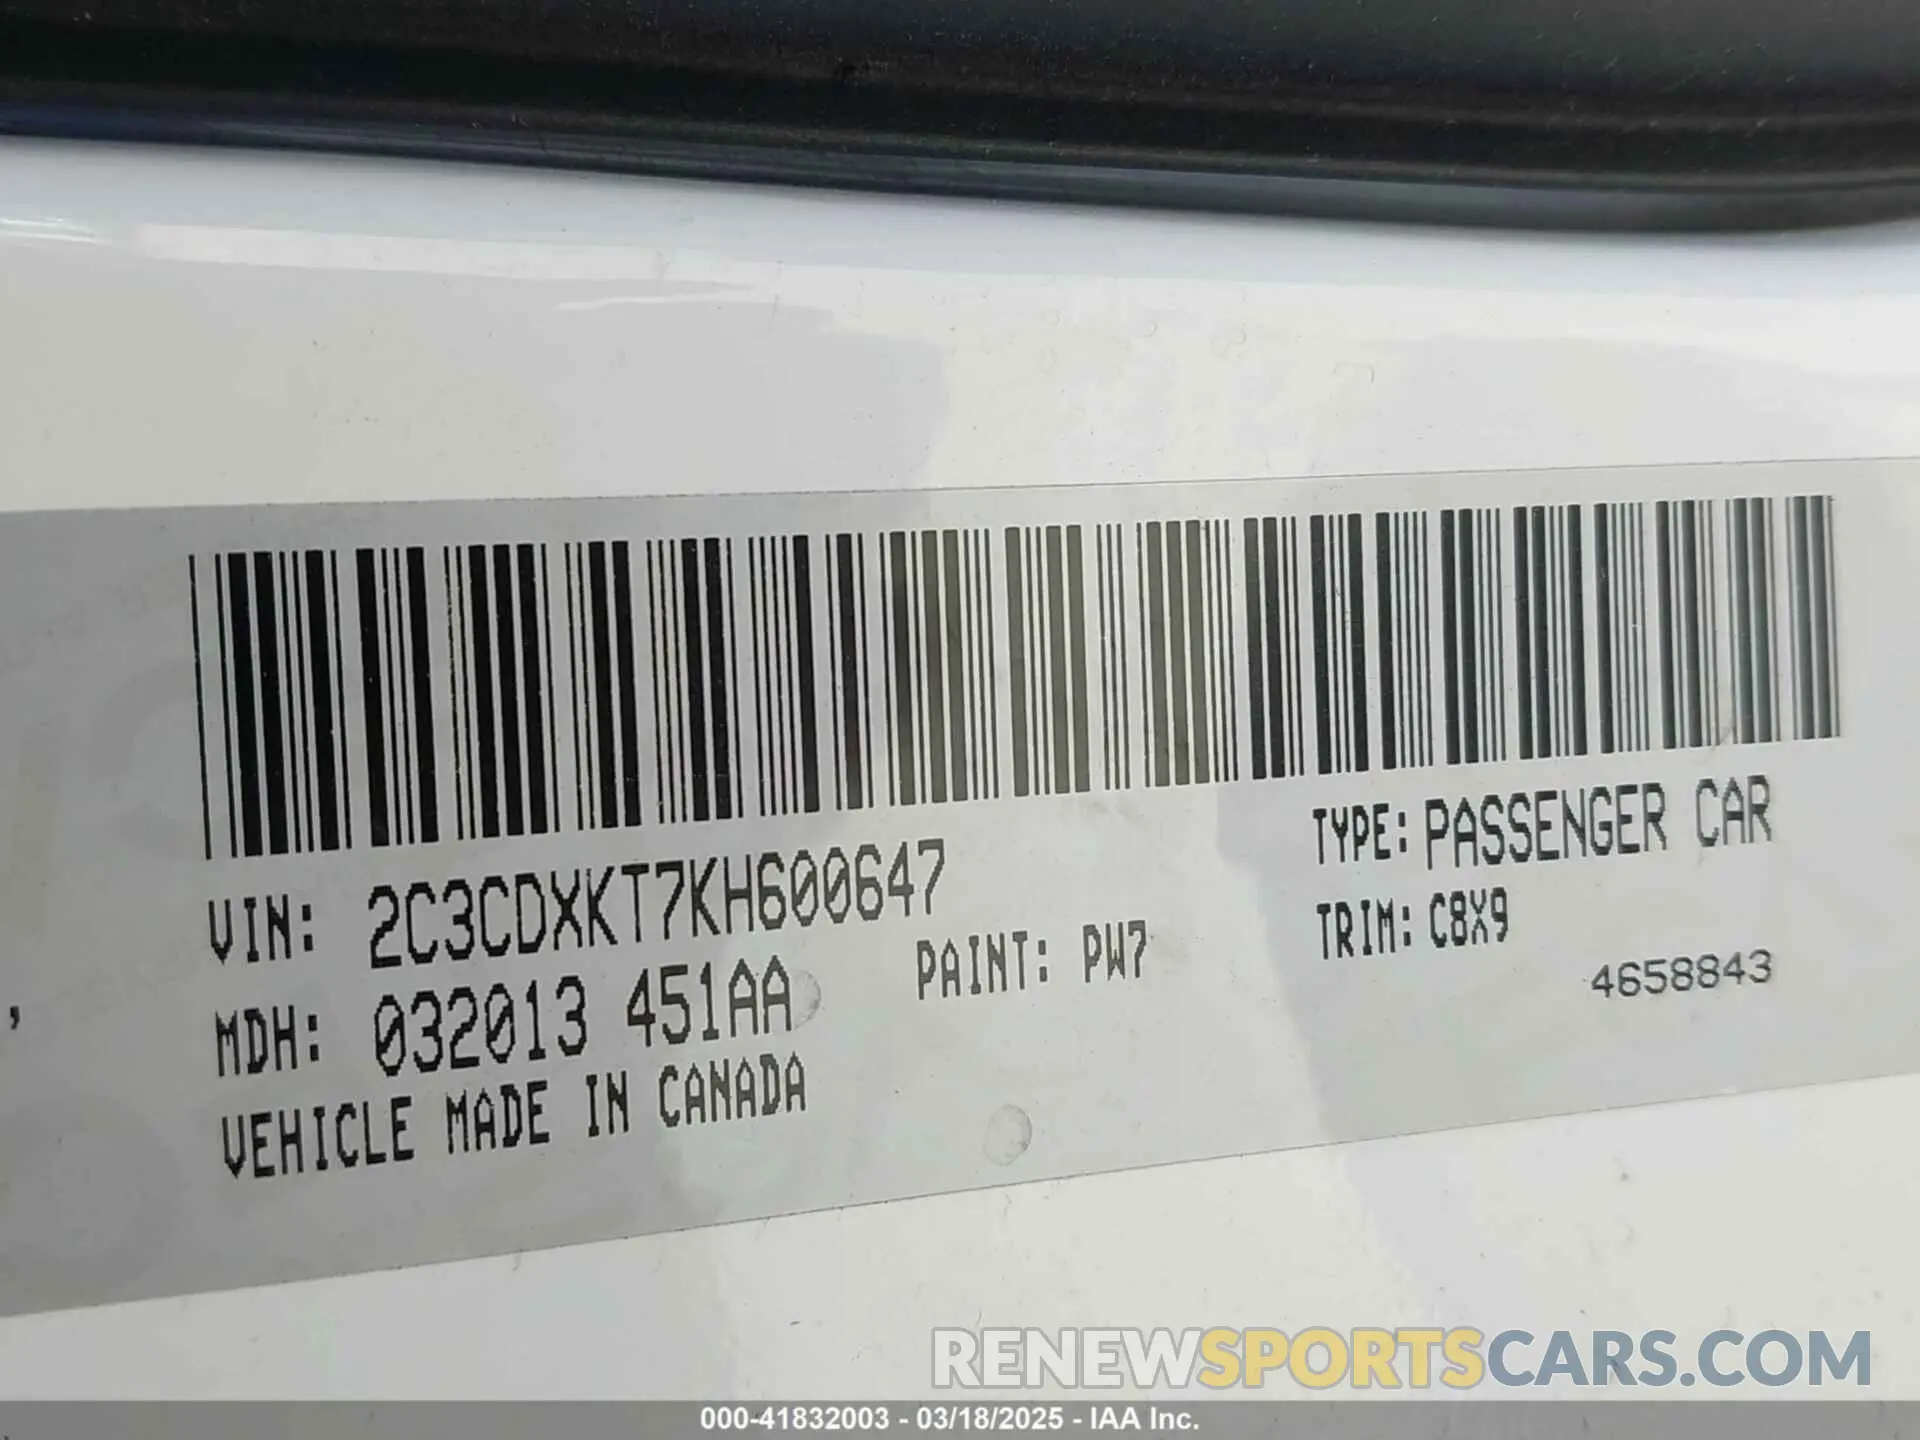 VIN: 2C3CDXKT7KH600647
TYPE: PASSENGER CAR
MDH: 032013 451AA
PAINT: PW7
TRIM: C8X9
4658843
VEHICLE MADE IN CANADA
RENEWSPORTSCARS.COM
000-41832003 - 03/18/2025 - IAA Inc.